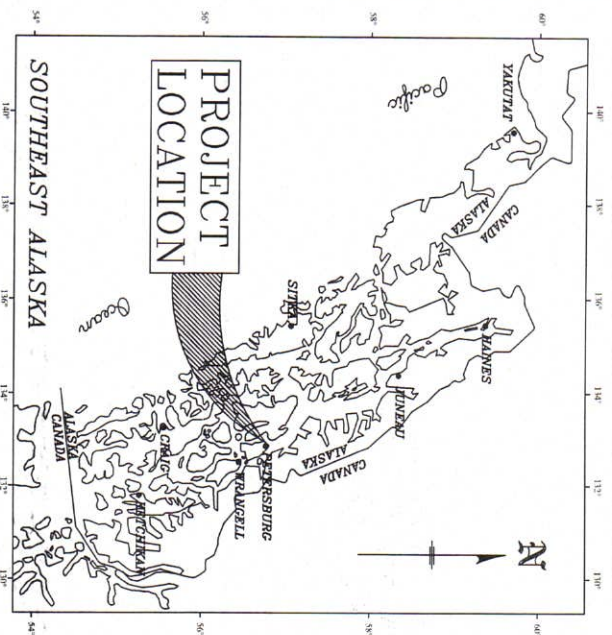 60°
58°
56°
54°
140°
138°
136°
134°
132°
130°
140°
138°
136°
134°
132°
130°
60°
58°
56°
54°
YAKUTAT
CANADA
ALASKA
HAINES
JUNEAU
Pacific
SITKA
ALASKA
CANADA
PETERSBURG
WRANGELL
PROJECT
LOCATION
CRAIG
KETCHIKAN
Ocean
ALASKA
CANADA
SOUTHEAST ALASKA
N